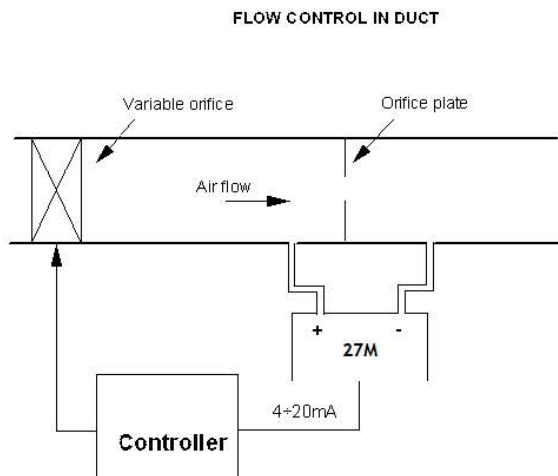 FLOW CONTROL IN DUCT
Variable orifice
Orifice plate
Air flow
+ -
27M
4÷20mA
Controller